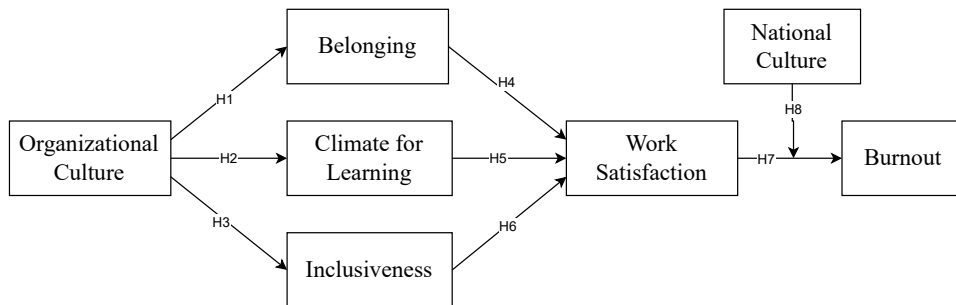 Belonging
National
Culture
H1
H4
H8
Organizational
Culture
H2
Climate for
Learning
H5
Work
Satisfaction
H7
Burnout
H3
H6
Inclusiveness